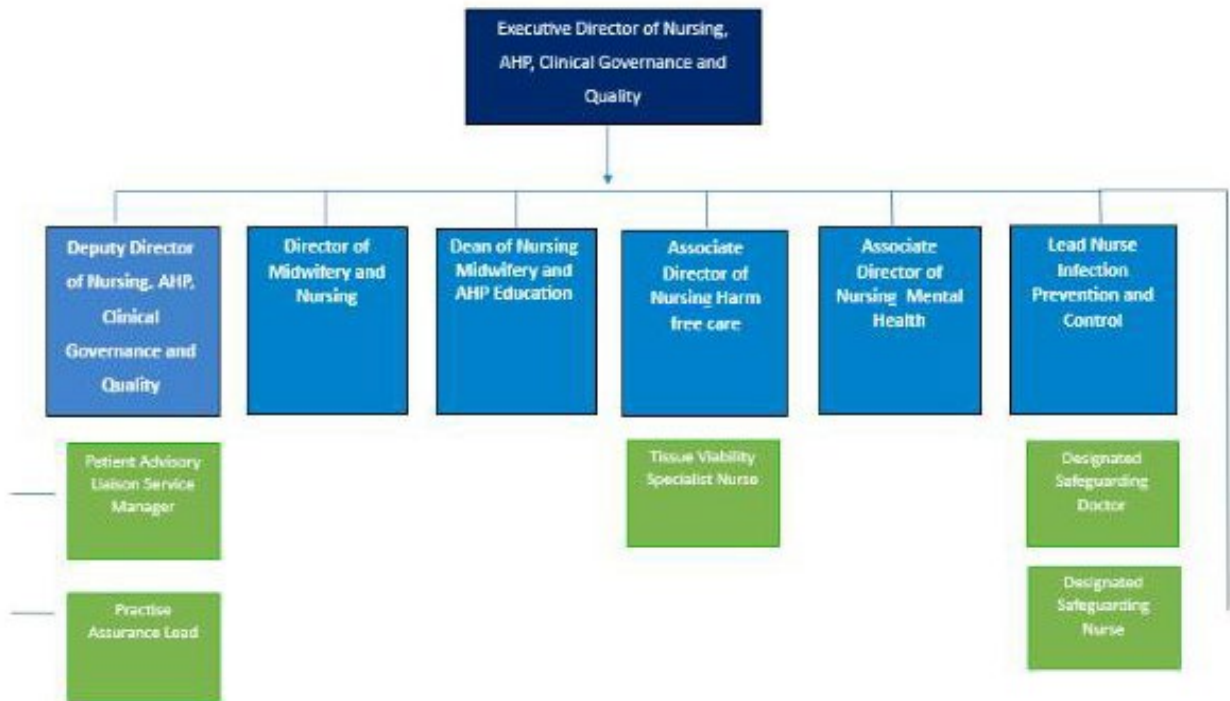 Executive Director of Nursing,
AHP, Clinical Governance and
Quality
Deputy Director
of Nursing, AHP,
Clinical
Governance and
Quality
Director of
Midwifery and
Nursing
Dean of Nursing
Midwifery and
AHP Education
Associate
Director of
Nursing Harm
free care
Associate
Director of
Nursing Mental
Health
Lead Nurse
Infection
Prevention and
Control
Patient Advisory
Liaison Service
Manager
Tissue Viability
Specialist Nurse
Designated
Safeguarding
Doctor
Practise
Assurance Lead
Designated
Safeguarding
Nurse